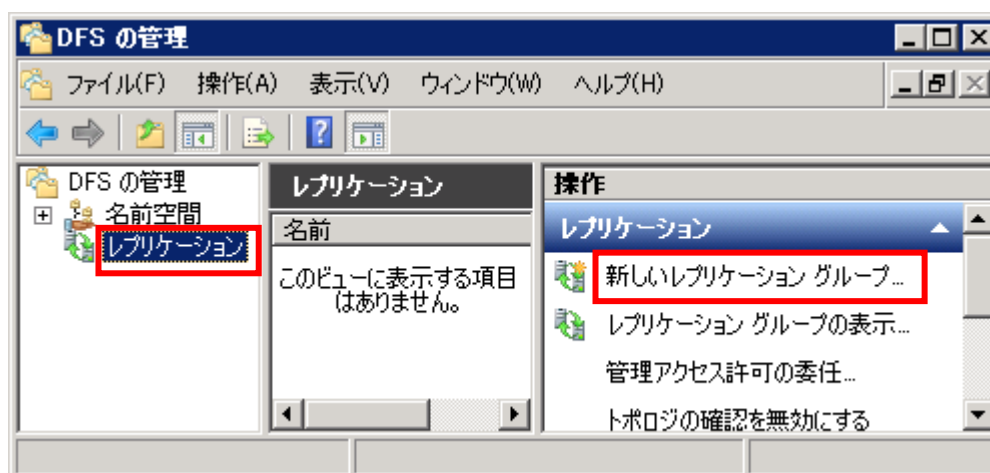 DFS の管理
ファイル(F) 操作(A) 表示(V) ウィンドウ(W) ヘルプ(H)
DFS の管理
名前空間
レプリケーション
レプリケーション
名前
このビューに表示する項目
はありません。
操作
レプリケーション
新しいレプリケーション グループ...
レプリケーション グループの表示...
管理アクセス許可の委任...
トポロジの確認を無効にする